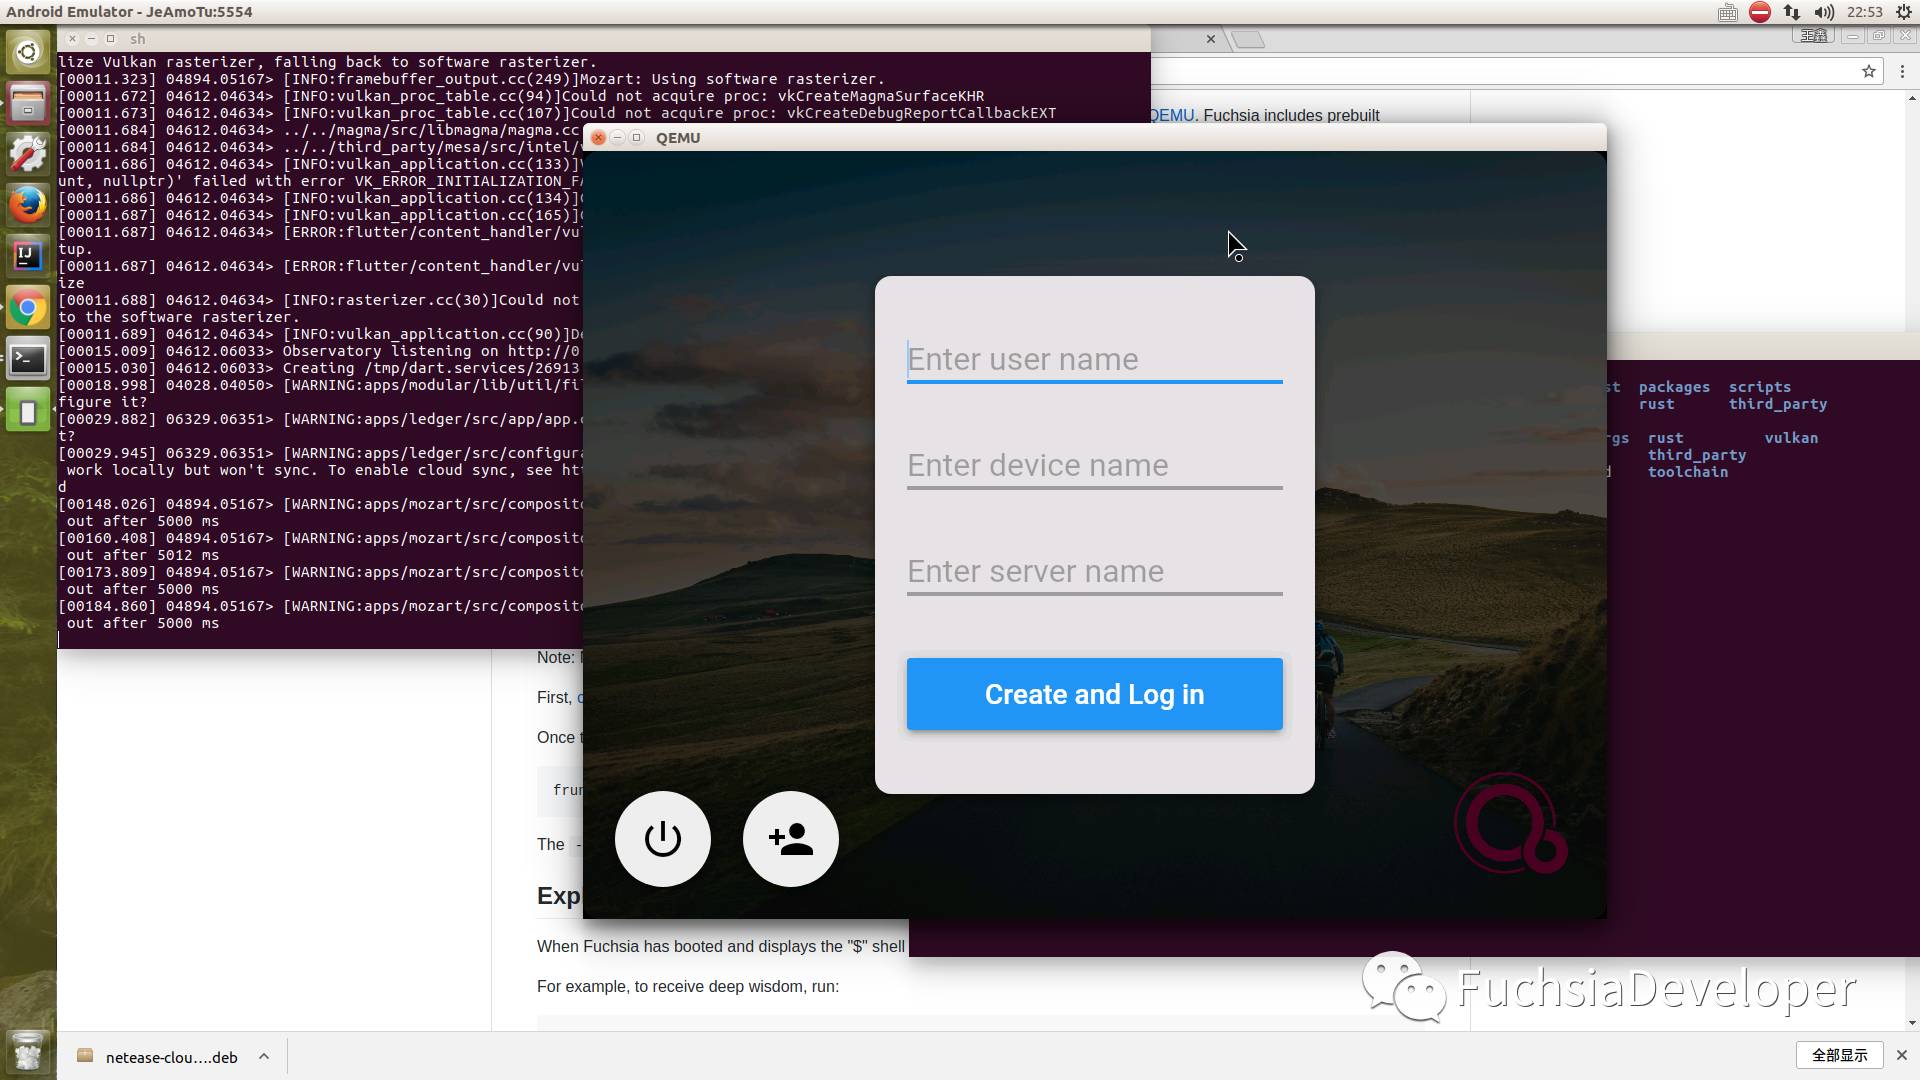 Android Emulator - JeAmoTu:5554
22:53
sh
王鑫
lize Vulkan rasterizer, falling back to software rasterizer.
[00011.323] 04894.05167> [INFO:framebuffer_output.cc(249)]Mozart: Using software rasterizer.
[00011.672] 04612.04634> [INFO:vulkan_proc_table.cc(94)]Could not acquire proc: vkCreateMagmaSurfaceKHR
[00011.673] 04612.04634> [INFO:vulkan_proc_table.cc(107)]Could not acquire proc: vkCreateDebugReportCallbackEXT
[00011.684] 04612.04634> ../../magma/src/libmagma/magma.cc
[00011.684] 04612.04634> ../../third_party/mesa/src/intel/
[00011.686] 04612.04634> [INFO:vulkan_application.cc(133)]
unt, nullptr)' failed with error VK_ERROR_INITIALIZATION_FA
[00011.686] 04612.04634> [INFO:vulkan_application.cc(134)]
[00011.687] 04612.04634> [INFO:vulkan_application.cc(165)]
[00011.687] 04612.04634> [ERROR:flutter/content_handler/vu
tup.
[00011.687] 04612.04634> [ERROR:flutter/content_handler/vu
ize
[00011.688] 04612.04634> [INFO:rasterizer.cc(30)]Could not
to the software rasterizer.
[00011.689] 04612.04634> [INFO:vulkan_application.cc(90)]De
[00015.009] 04612.06033> Observatory listening on http://0
[00015.030] 04612.06033> Creating /tmp/dart.services/26913
[00018.998] 04028.04050> [WARNING:apps/modular/lib/util/fil
figure it?
[00029.882] 06329.06351> [WARNING:apps/ledger/src/app/app.c
t?
[00029.945] 06329.06351> [WARNING:apps/ledger/src/configura
work locally but won't sync. To enable cloud sync, see htt
d
[00148.026] 04894.05167> [WARNING:apps/mozart/src/composito
out after 5000 ms
[00160.408] 04894.05167> [WARNING:apps/mozart/src/composito
out after 5012 ms
[00173.809] 04894.05167> [WARNING:apps/mozart/src/composito
out after 5000 ms
[00184.860] 04894.05167> [WARNING:apps/mozart/src/composito
out after 5000 ms
QEMU. Fuchsia includes prebuilt
QEMU
Enter user name
Enter device name
Enter server name
Create and Log in
st packages scripts
rust third_party
rgs rust vulkan
third_party
d toolchain
Note:
First,
Once t
frun
The -
Exp
When Fuchsia has booted and displays the "$" shell
For example, to receive deep wisdom, run:
FuchsiaDeveloper
netease-clou….deb
全部显示